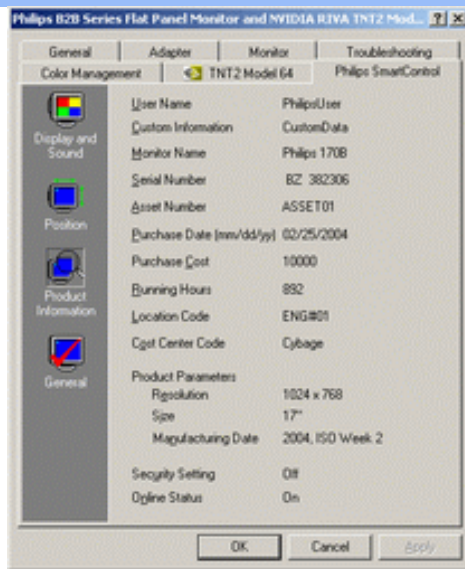 Philips B2B Series Flat Panel Monitor and NVIDIA RIVA TNT2 Mod...
General Adapter Monitor Troubleshooting
Color Management TNT2 Model 64 Philips SmartControl
Display and
Sound
Position
Product
Information
General
User Name PhilipsUser
Custom Information CustomData
Monitor Name Philips 170B
Serial Number BZ 382306
Asset Number ASSET01
Purchase Date (mm/dd/yy) 02/25/2004
Purchase Cost 10000
Running Hours 892
Location Code ENG#01
Cost Center Code Cybage
Product Parameters
Resolution 1024 x 768
Size 17"
Manufacturing Date 2004, ISO Week 2
Security Setting Off
Online Status On
OK Cancel Apply